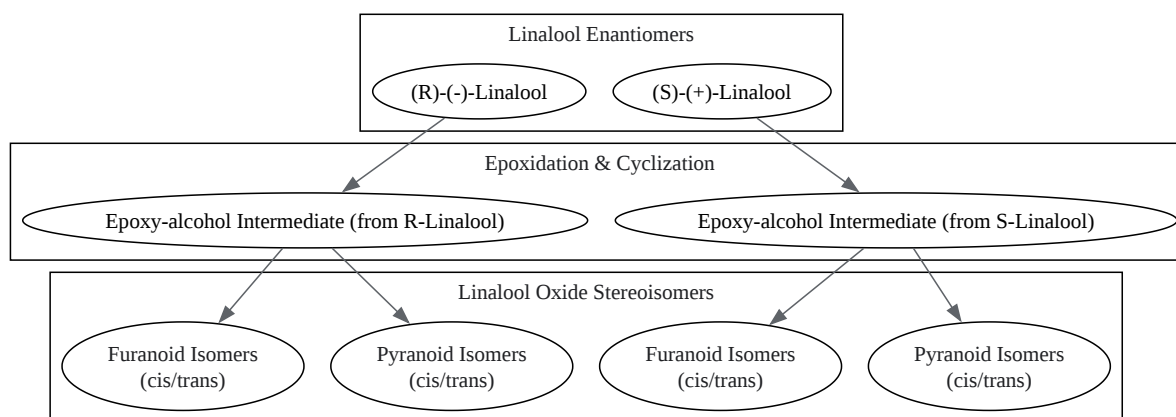 Linalool Enantiomers
(R)-(-)-Linalool
(S)-(+)-Linalool
Epoxidation & Cyclization
Epoxy-alcohol Intermediate (from R-Linalool)
Epoxy-alcohol Intermediate (from S-Linalool)
Linalool Oxide Stereoisomers
Furanoid Isomers
(cis/trans)
Pyranoid Isomers
(cis/trans)
Furanoid Isomers
(cis/trans)
Pyranoid Isomers
(cis/trans)